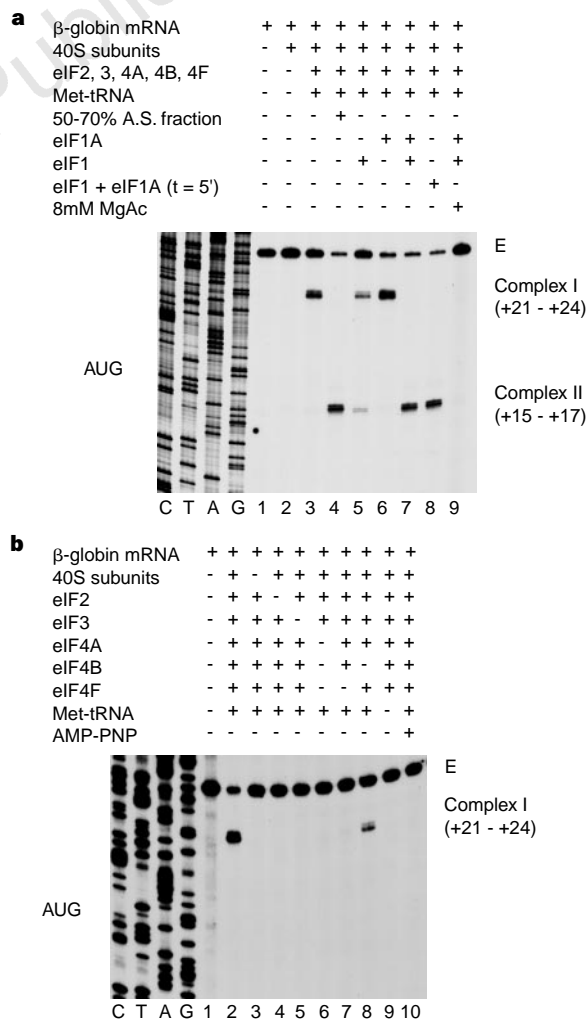 Public
a
β-globin mRNA + + + + + + + + +
40S subunits - + + + + + + + +
eIF2, 3, 4A, 4B, 4F - - + + + + + + +
Met-tRNA - - + + + + + + +
50-70% A.S. fraction - - - + - - - - -
eIF1A - - - - - + + - +
eIF1 - - - - + - + - +
eIF1 + eIF1A (t = 5') - - - - - - - + -
8mM MgAc - - - - - - - - +
E
Complex I
(+21 - +24)
AUG
Complex II
(+15 - +17)
C T A G 1 2 3 4 5 6 7 8 9
b
β-globin mRNA + + + + + + + + + +
40S subunits - + - + + + + + + +
eIF2 - + + - + + + + + +
eIF3 - + + + - + + + + +
eIF4A - + + + + - + + + +
eIF4B - + + + + - + - + +
eIF4F - + + + + - - + + +
Met-tRNA - + + + + + + + - +
AMP-PNP - - - - - - - - - +
E
Complex I
(+21 - +24)
AUG
C T A G 1 2 3 4 5 6 7 8 9 10